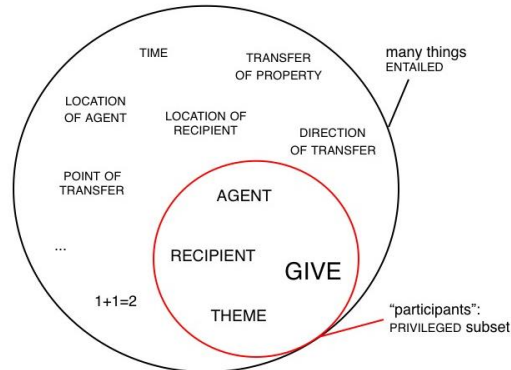 TIME
TRANSFER
OF PROPERTY
many things
ENTAILED
LOCATION
OF AGENT
LOCATION OF
RECIPIENT
DIRECTION
OF TRANSFER
POINT OF
TRANSFER
AGENT
...
RECIPIENT
GIVE
1+1=2
THEME
“participants”:
PRIVILEGED subset